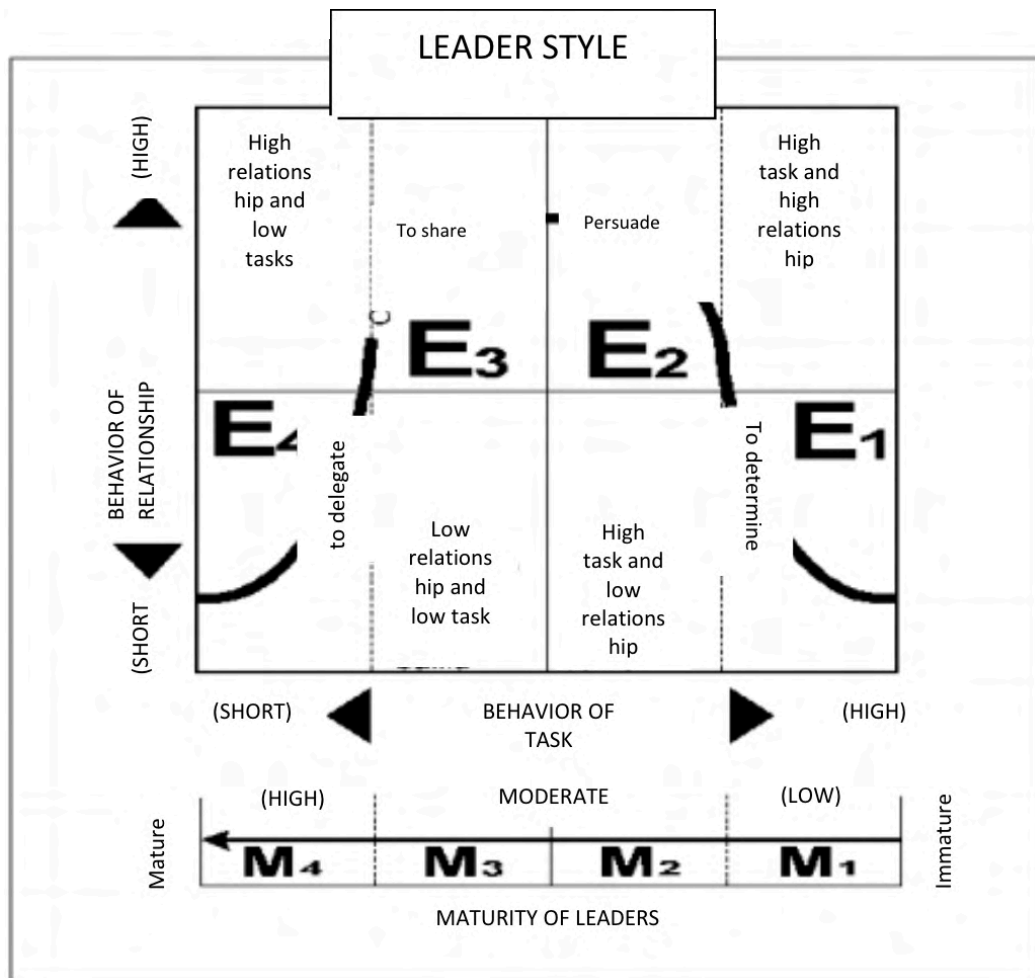 LEADER STYLE
(HIGH)
BEHAVIOR OF
RELATIONSHIP
(SHORT
High
relations
hip and
low
tasks
To share
Persuade
High
task and
high
relations
hip
E3
E2
E4
E1
to delegate
To determine
Low
relations
hip and
low task
High
task and
low
relations
hip
(SHORT)
BEHAVIOR OF
TASK
(HIGH)
Mature
(HIGH)
MODERATE
(LOW)
Immature
M4
M3
M2
M1
MATURITY OF LEADERS